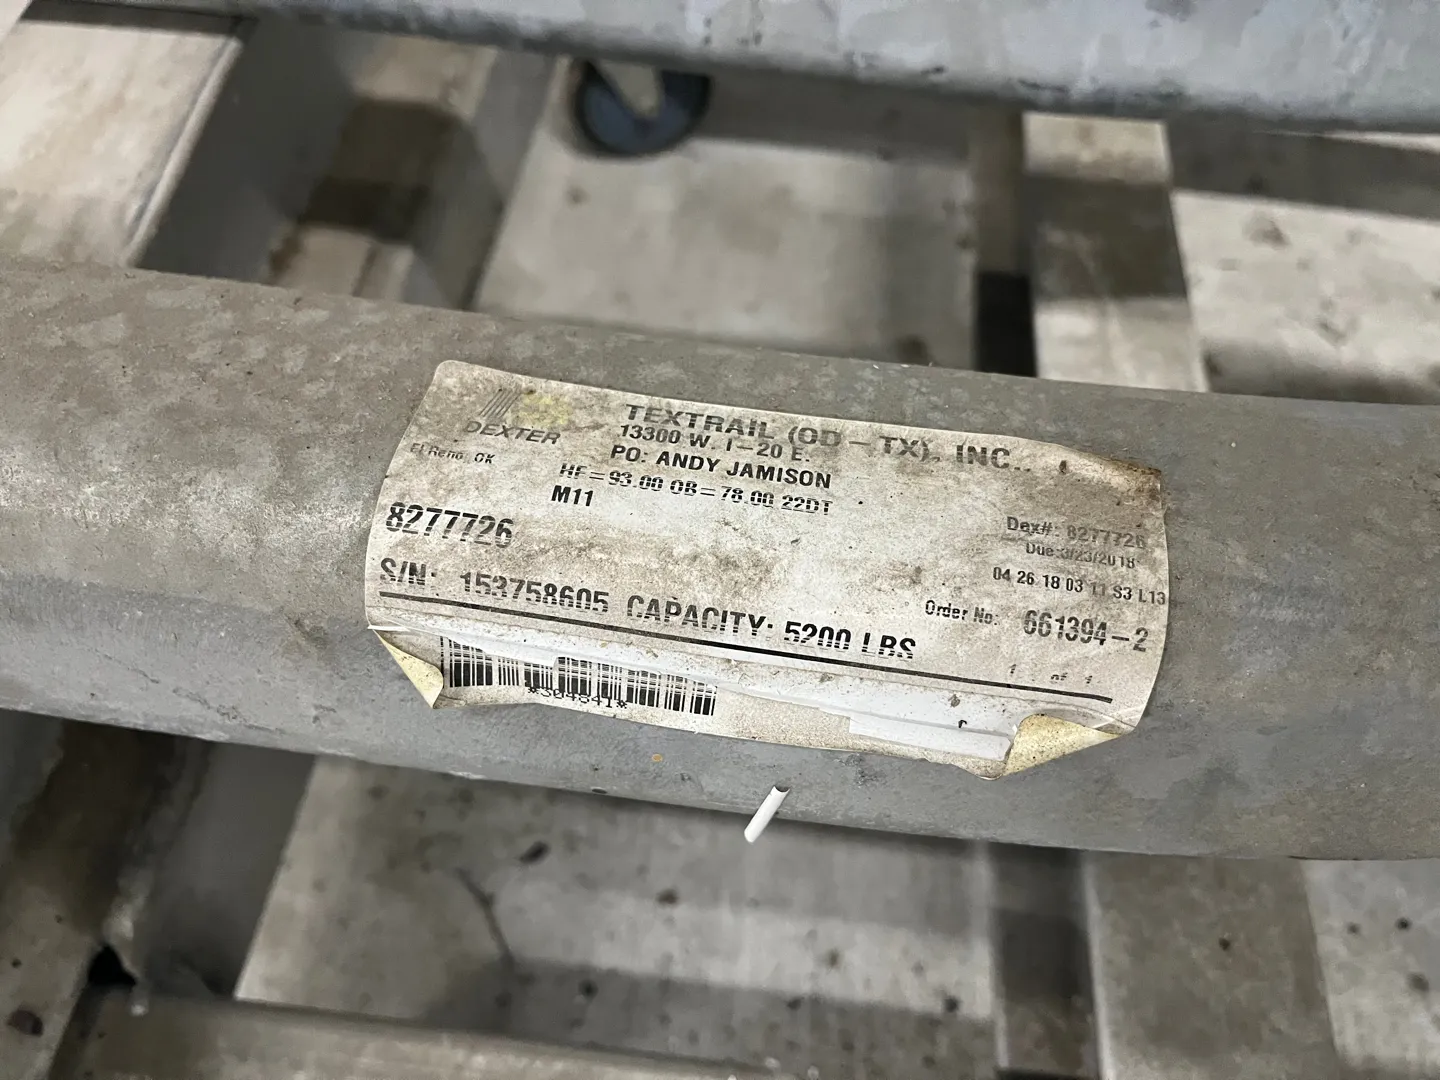 DEXTER
El Reno, OK
TEXTRAIL (OD-TX), INC.
13300 W. I-20 E.
PO: ANDY JAMISON
HF=93.00 OB=78.00 22DT
M11
8277726
Dex#: 8277726
Due:3/23/2018
04 26 18 03 11 S3 L13
S/N: 153758605 CAPACITY: 5200 LBS
Order No: 661394-2
1 of 1
*S04841*